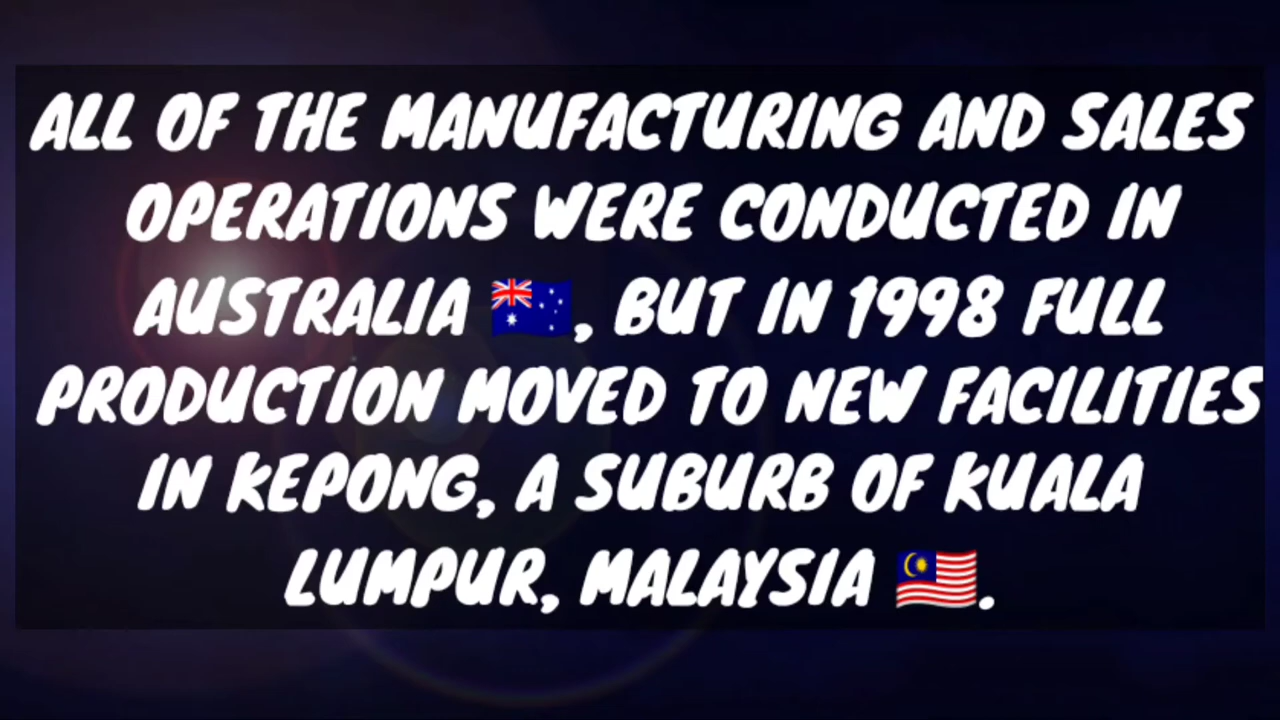 ALL OF THE MANUFACTURING AND SALES
OPERATIONS WERE CONDUCTED IN
AUSTRALIA 🇦🇺, BUT IN 1998 FULL
PRODUCTION MOVED TO NEW FACILITIES
IN KEPONG, A SUBURB OF KUALA
LUMPUR, MALAYSIA 🇲🇾.